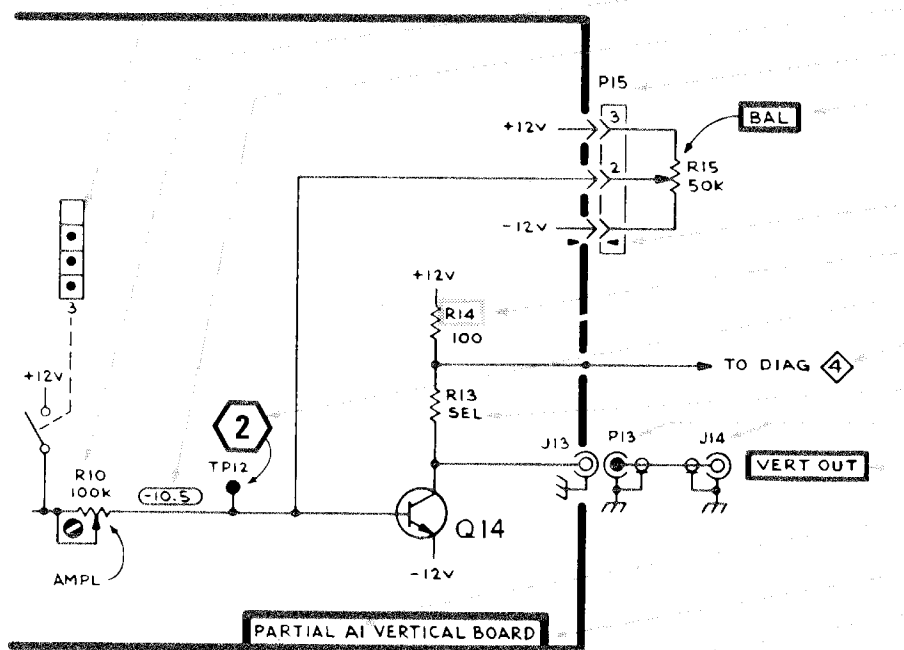 P15
+12V
3
BAL
2
R15
50K
-12V
3
+12V
R14
100
+12V
TO DIAG 4
R13
SEL
2
J13
P13
J14
VERT OUT
TP12
R10
100K
-10.5
Q14
AMPL
-12V
PARTIAL A1 VERTICAL BOARD